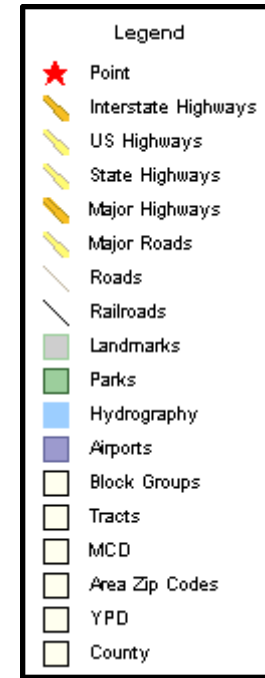 Legend
Point
Interstate Highways
US Highways
State Highways
Major Highways
Major Roads
Roads
Railroads
Landmarks
Parks
Hydrography
Airports
Block Groups
Tracts
MCD
Area Zip Codes
YPD
County